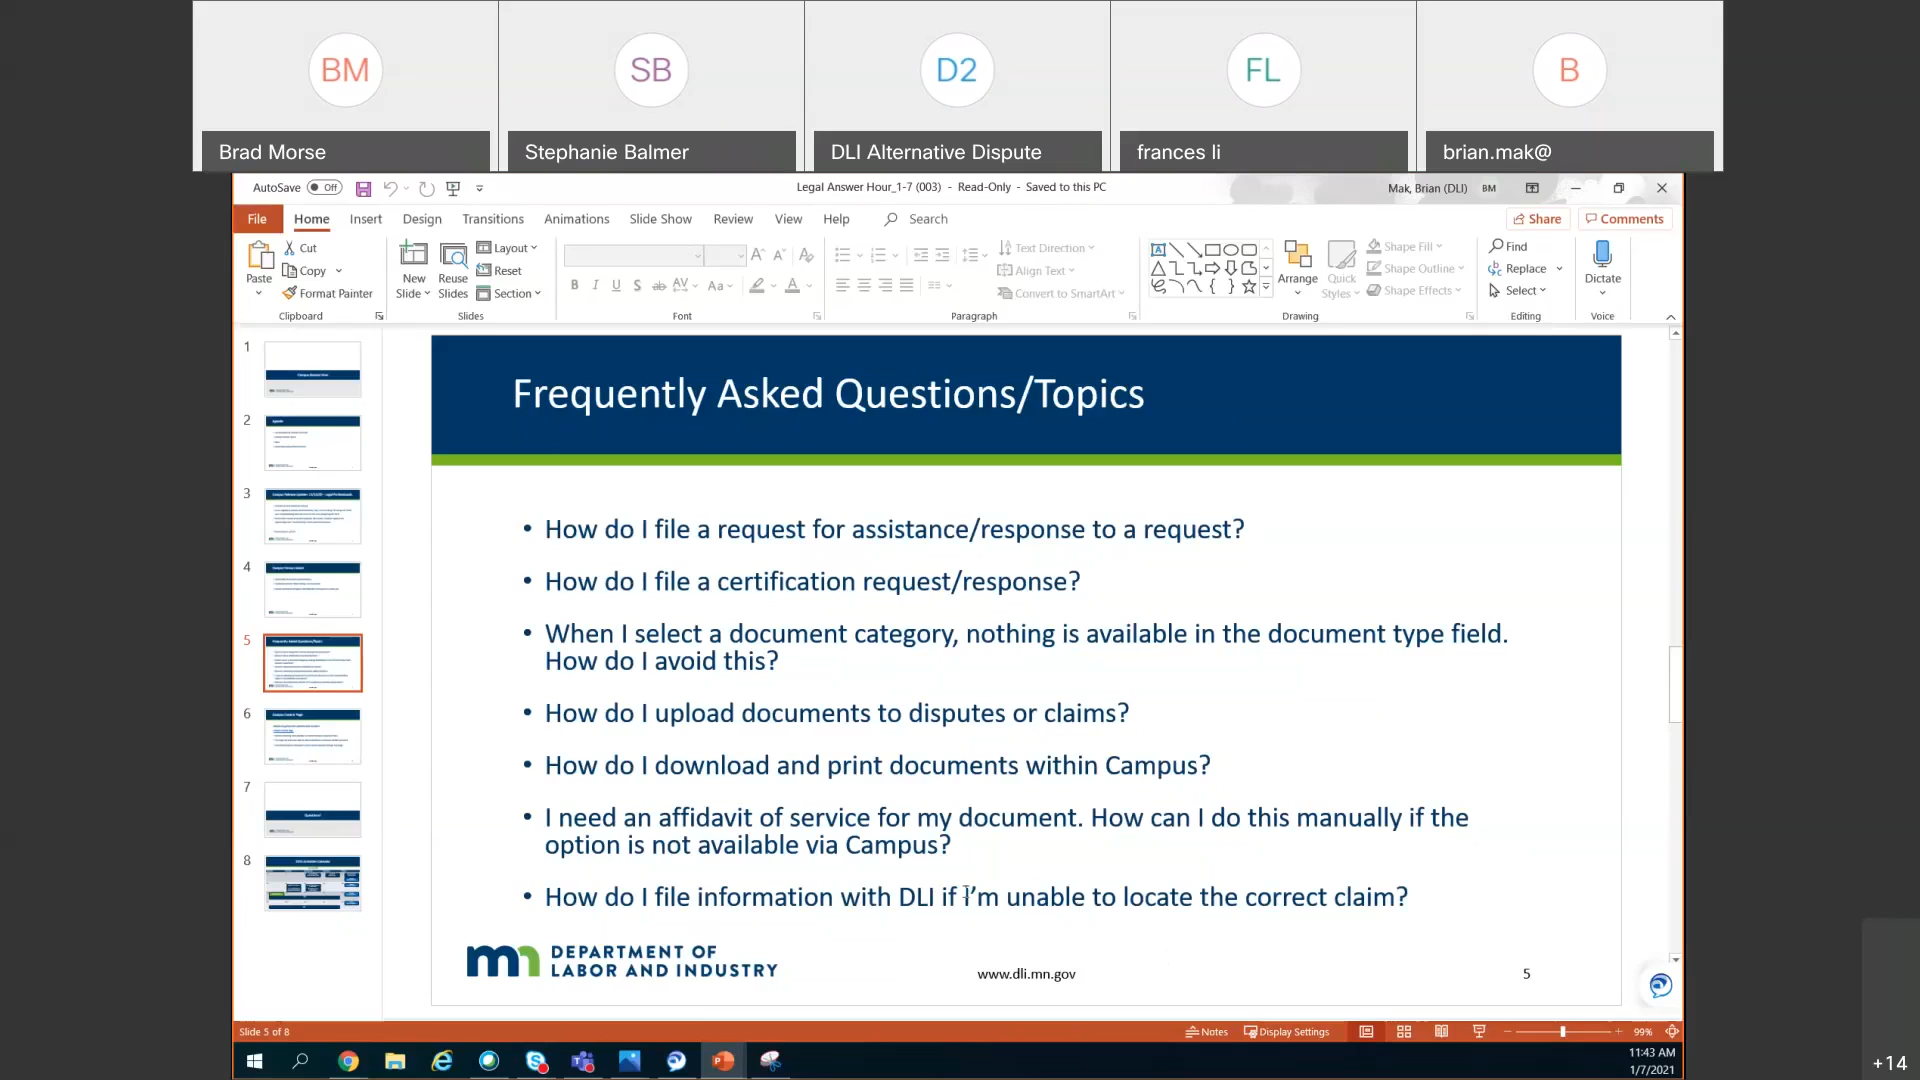 BM
SB
D2
FL
B
Brad Morse
Stephanie Balmer
DLI Alternative Dispute
frances li
brian.mak@
AutoSave Off
Legal Answer Hour_1-7 (003) - Read-Only - Saved to this PC
Mak, Brian (DLI) BM
File Home Insert Design Transitions Animations Slide Show Review View Help Search
Share Comments
Paste
Cut
Copy
Format Painter
Clipboard
New Slide
Reuse Slides
Layout
Reset
Section
Slides
Font
Text Direction
Align Text
Convert to SmartArt
Paragraph
Arrange
Quick Styles
Shape Fill
Shape Outline
Shape Effects
Drawing
Find
Replace
Select
Editing
Dictate
Voice
1
2
3
4
5
6
7
8
Frequently Asked Questions/Topics
• How do I file a request for assistance/response to a request?
• How do I file a certification request/response?
• When I select a document category, nothing is available in the document type field.
How do I avoid this?
• How do I upload documents to disputes or claims?
• How do I download and print documents within Campus?
• I need an affidavit of service for my document. How can I do this manually if the
option is not available via Campus?
• How do I file information with DLI if I'm unable to locate the correct claim?
mn DEPARTMENT OF
LABOR AND INDUSTRY
www.dli.mn.gov
5
Slide 5 of 8
Notes Display Settings 99%
11:43 AM
1/7/2021
+14